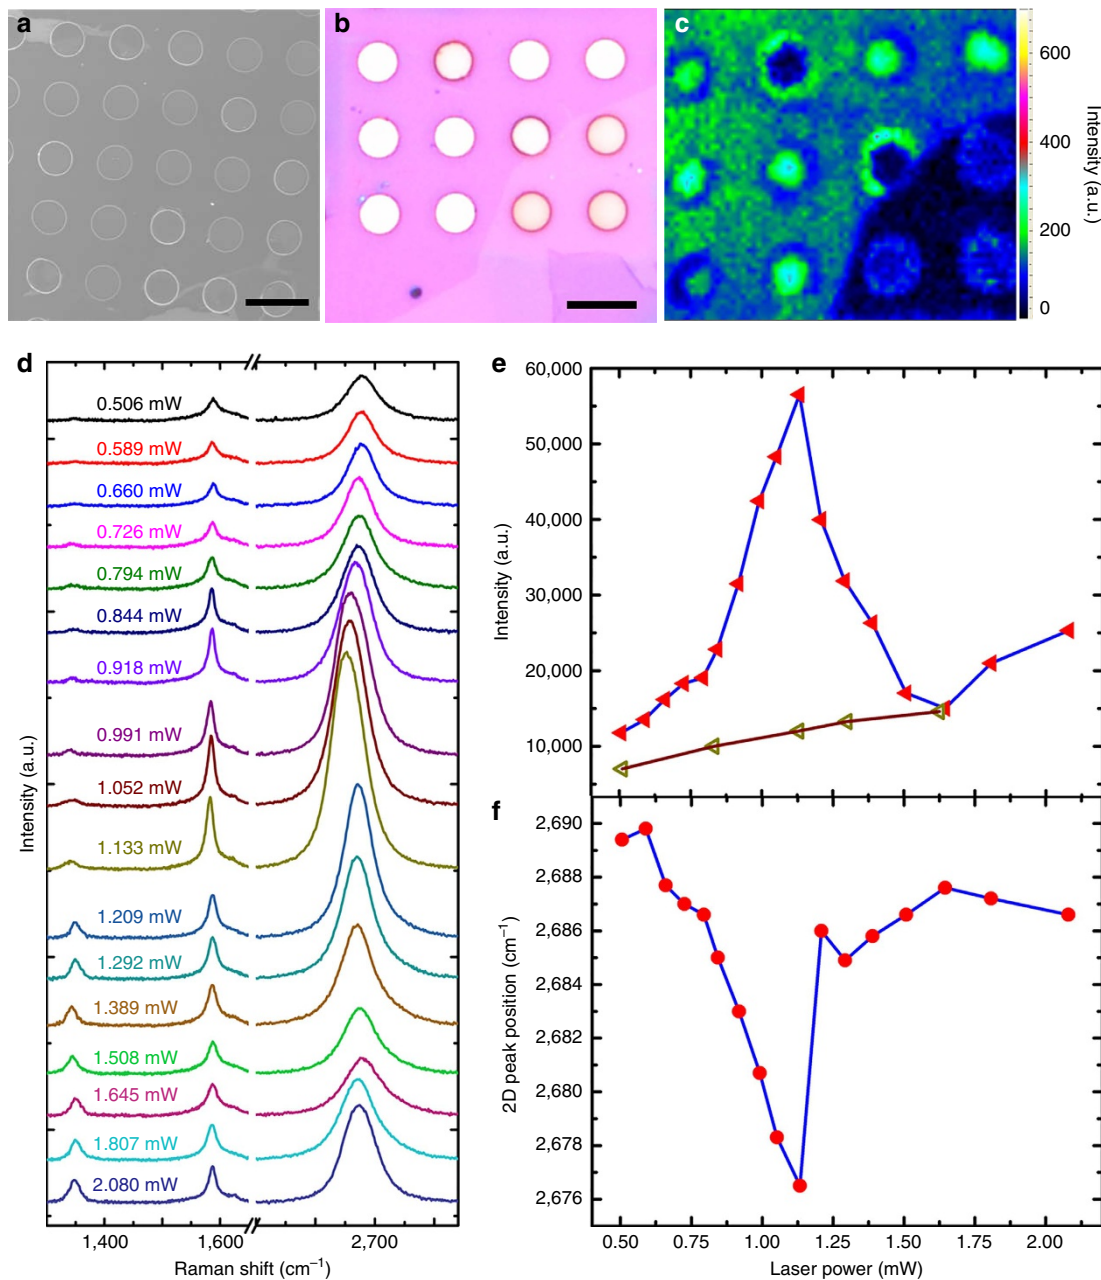 a
b
c
600
400
200
0
Intensity (a.u.)
d
0.506 mW
0.589 mW
0.660 mW
0.726 mW
0.794 mW
0.844 mW
0.918 mW
0.991 mW
1.052 mW
1.133 mW
1.209 mW
1.292 mW
1.389 mW
1.508 mW
1.645 mW
1.807 mW
2.080 mW
Intensity (a.u.)
1,400
1,600
2,700
Raman shift (cm⁻¹)
e
60,000
50,000
40,000
30,000
20,000
10,000
Intensity (a.u.)
f
2,690
2,688
2,686
2,684
2,682
2,680
2,678
2,676
2D peak position (cm⁻¹)
0.50
0.75
1.00
1.25
1.50
1.75
2.00
Laser power (mW)